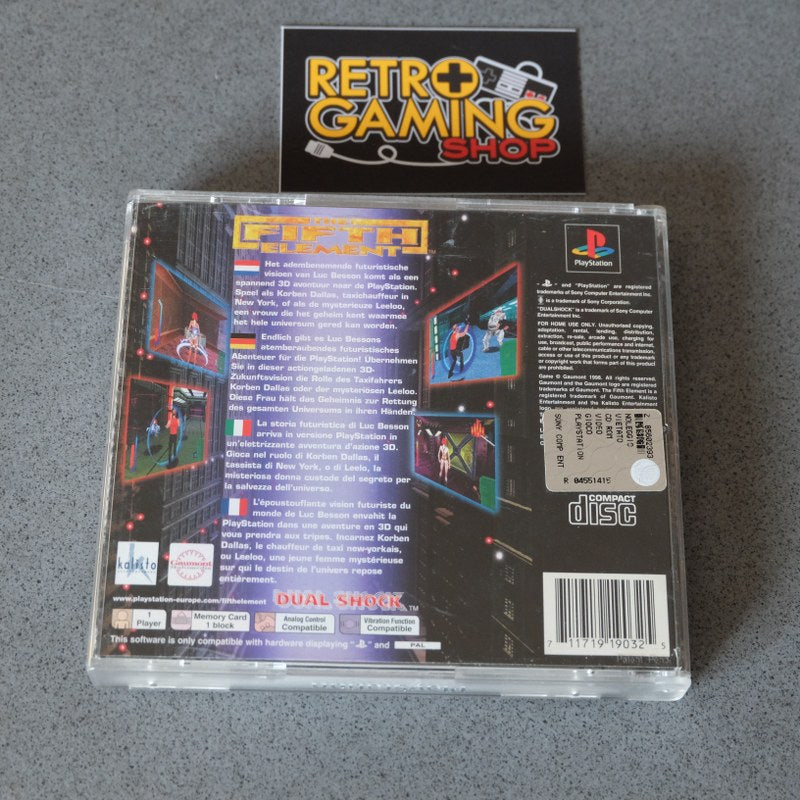 RETRO
GAMING
SHOP
THE
FIFTH
ELEMENT
TM
Het adembenemende futuristische
visioen van Luc Besson komt als een
spannend 3D avontuur naar de PlayStation.
Speel als Korben Dallas, taxichauffeur in
New York, of als de mysterieuze Leeloo,
een vrouw die het geheim kent waarmee
het hele universum gered kan worden.
Endlich gibt es Luc Bessons
atemberaubendes futuristisches
Abenteuer für die PlayStation! Übernehmen
Sie in dieser actiongeladenen 3D-
Zukunftsvision die Rolle des Taxifahrers
Korben Dallas oder der mysteriösen Leeloo.
Diese Frau hält das Geheimnis zur Rettung
des gesamten Universums in ihren Händen.
La storia futuristica di Luc Besson
arriva in versione PlayStation in
un'elettrizzante avventura d'azione 3D.
Gioca nel ruolo di Korben Dallas, il
tassista di New York, o di Leelo, la
misteriosa donna custode del segreto per
la salvezza dell'universo.
L'époustouflante vision futuriste du
monde de Luc Besson envahit la
PlayStation dans une aventure en 3D qui
vous prendra aux tripes. Incarnez Korben
Dallas, le chauffeur de taxi new-yorkais,
ou Leeloo, une jeune femme mystérieuse
sur qui le destin de l'univers repose
entièrement.
kalisto
Gaumont
www.playstation-europe.com/fifthelement
DUAL SHOCK TM
1
Player
Memory Card
1 block
Analog Control
Compatible
Vibration Function
Compatible
This software is only compatible with hardware displaying " " and PAL
PlayStation
" " and "PlayStation" are registered
trademarks of Sony Computer Entertainment Inc.
is a trademark of Sony Corporation.
"DUALSHOCK" is a trademark of Sony Computer
Entertainment Inc.
FOR HOME USE ONLY. Unauthorised copying,
adaptation, rental, lending, distribution,
extraction, re-sale, arcade use, charging for
use, broadcast, public performance and internet,
cable or other telecommunications transmission,
access or use of this product or any trademark
or copyright work that forms part of this product
are prohibited.
Game © Gaumont 1998. All rights reserved.
Gaumont and the Gaumont logo are registered
trademarks of Gaumont. The Fifth Element is a
registered trademark of Gaumont. Kalisto
Entertainment and the Kalisto Entertainment
NOLEGGIO
VIETATO
CD ROM
VIDEO
GIOCO
PLAYSTATION
SONY COMP ENT
R 04551415
COMPACT
disc
7 11719 19032 5